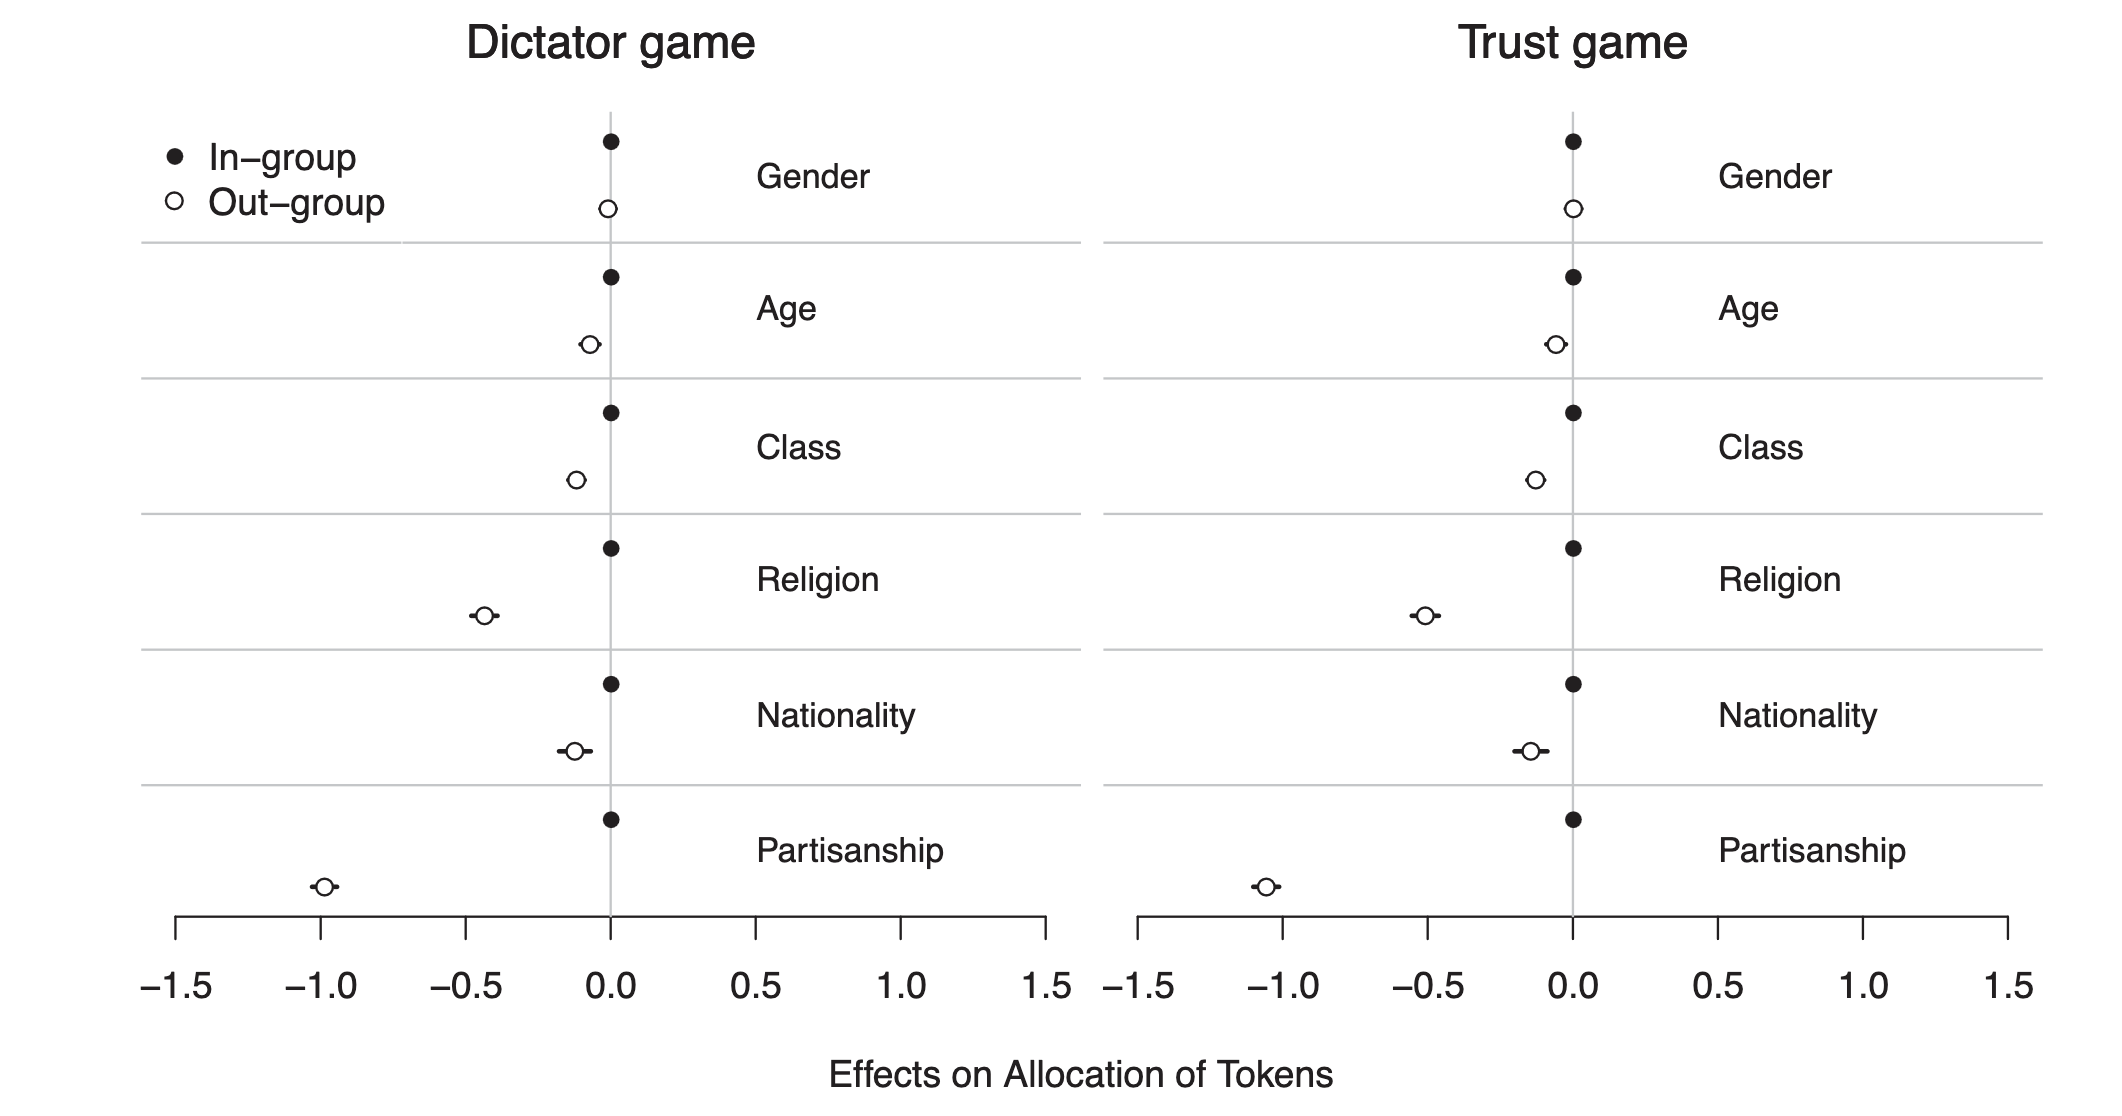 Dictator game
In–group
Out–group
Gender
Age
Class
Religion
Nationality
Partisanship
−1.5 −1.0 −0.5 0.0 0.5 1.0 1.5
Trust game
Gender
Age
Class
Religion
Nationality
Partisanship
−1.5 −1.0 −0.5 0.0 0.5 1.0 1.5
Effects on Allocation of Tokens